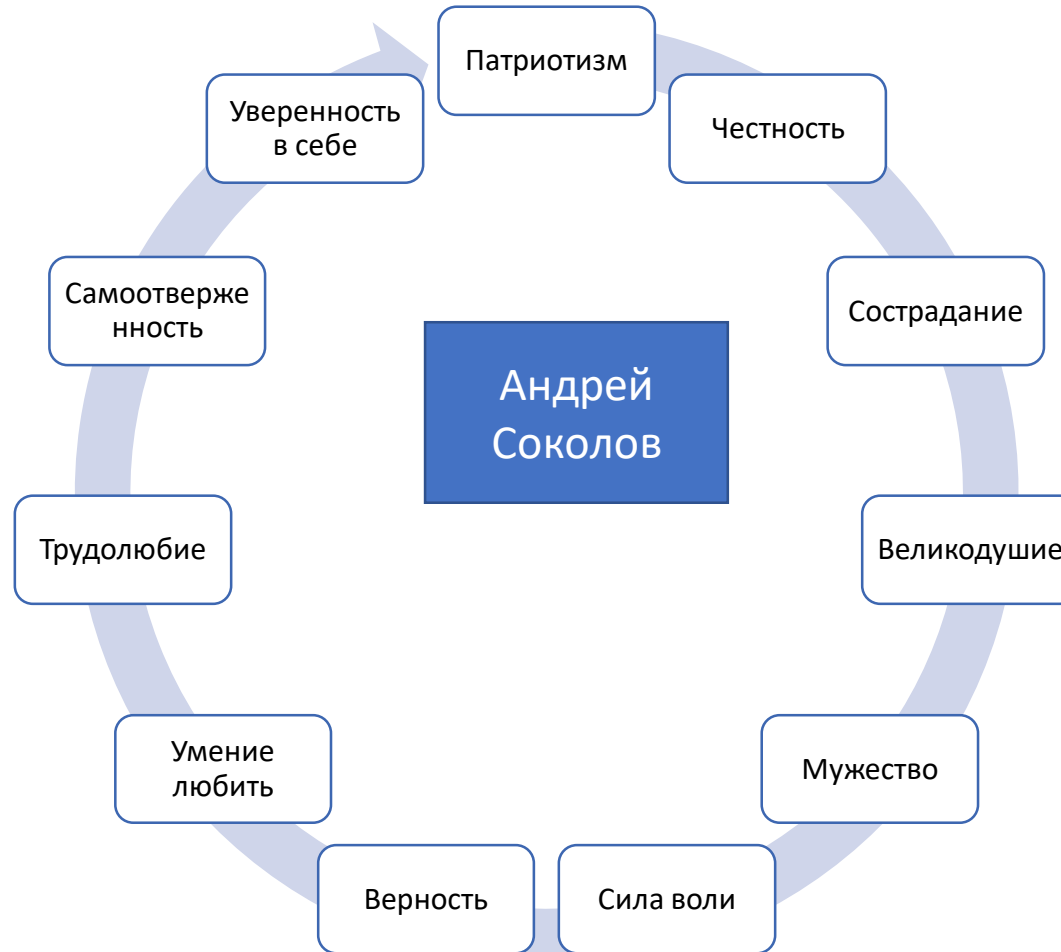 Патриотизм
Честность
Сострадание
Великодушие
Мужество
Сила воли
Верность
Умение
любить
Трудолюбие
Самоотверже
нность
Уверенность
в себе
Андрей
Соколов